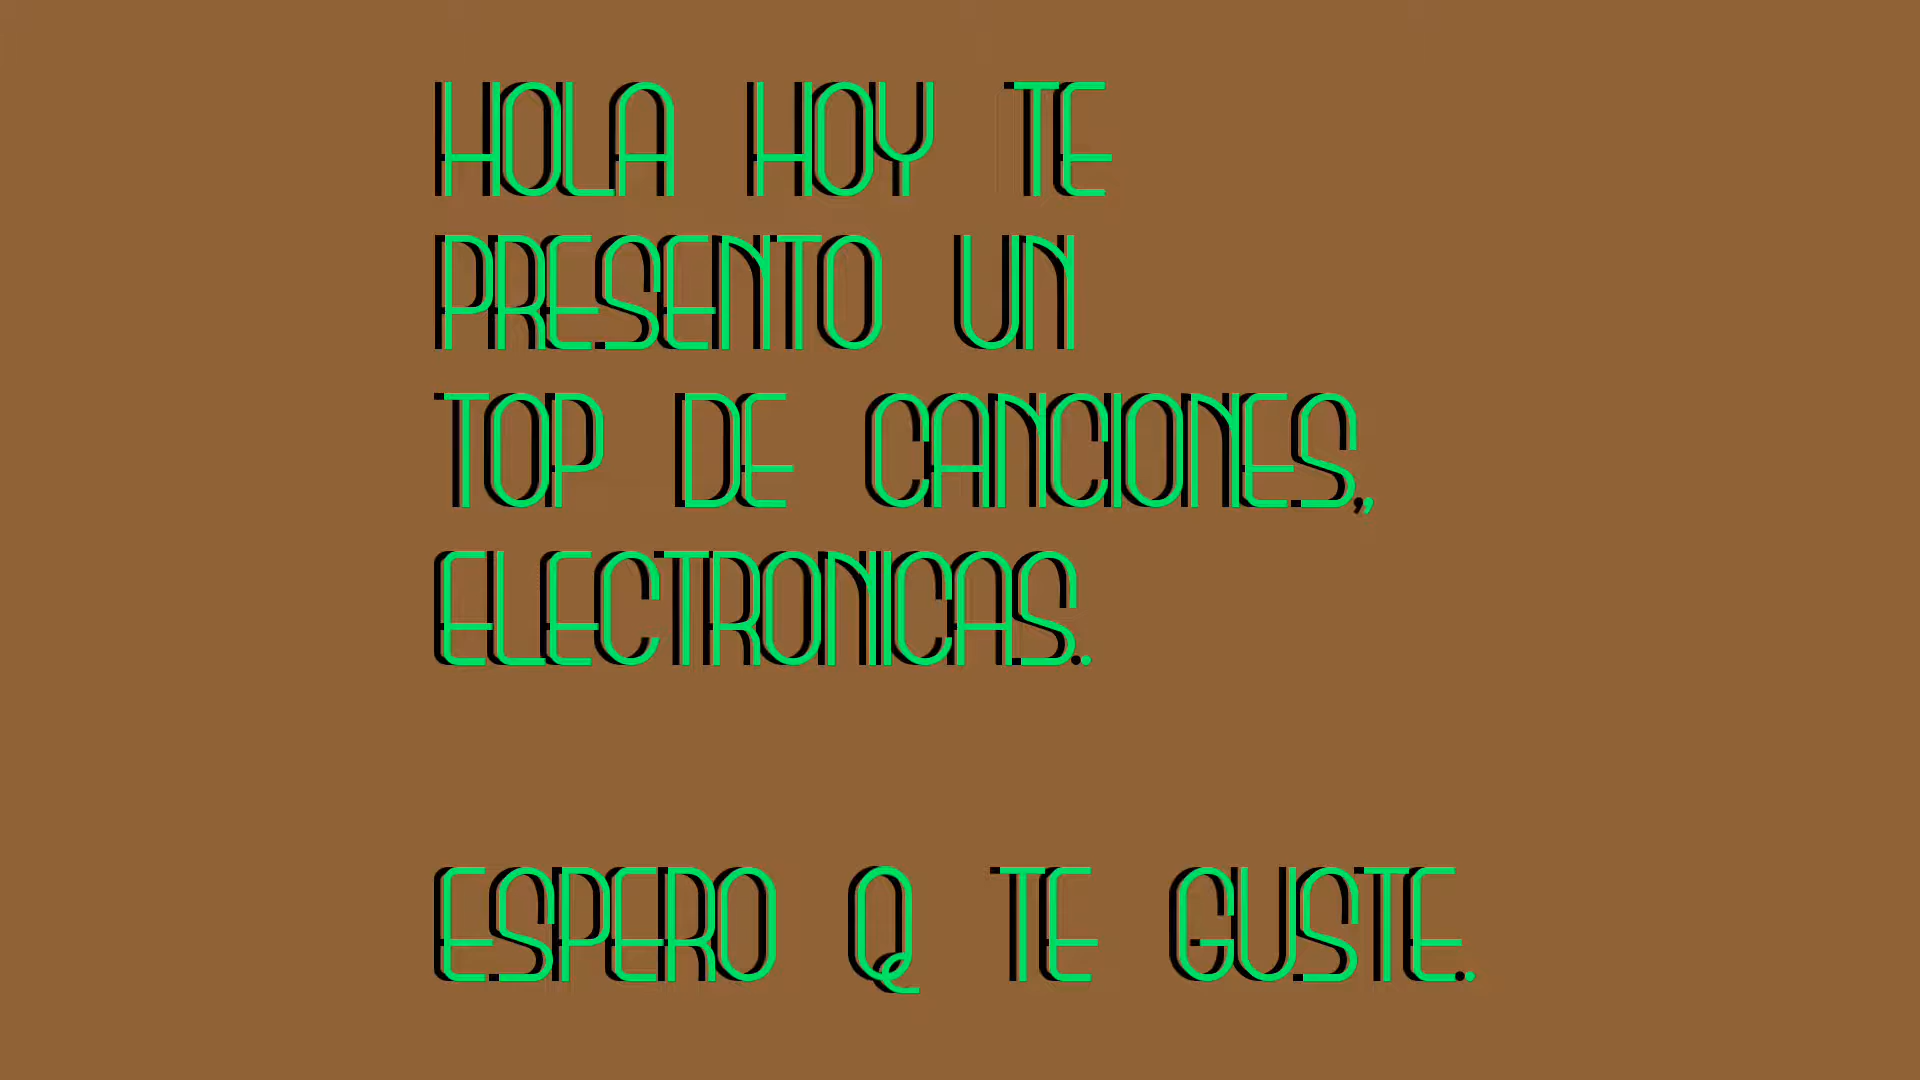 HOLA HOY TE
PRESENTO UN
TOP DE CANCIONES,
ELECTRONICAS.
ESPERO Q TE GUSTE.